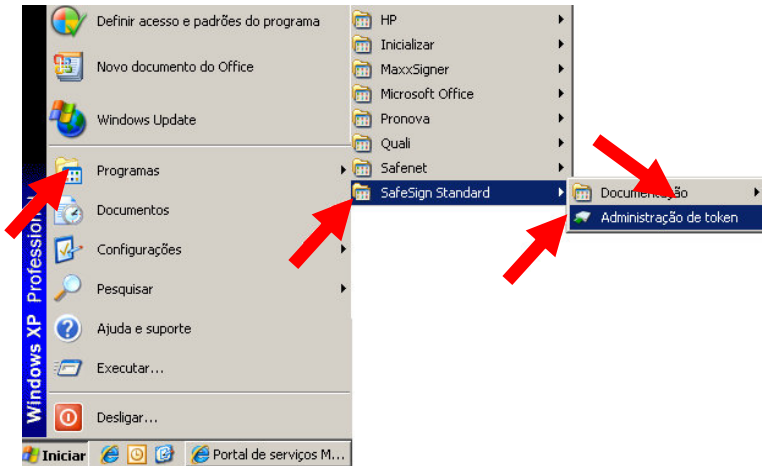 Definir acesso e padrões do programa
Novo documento do Office
Windows Update
Programas
Documentos
Configurações
Pesquisar
Ajuda e suporte
Executar...
Desligar...
Windows XP Professional
HP
Inicializar
MaxxSigner
Microsoft Office
Pronova
Quali
Safenet
SafeSign Standard
Documentação
Administração de token
Iniciar
Portal de serviços M...